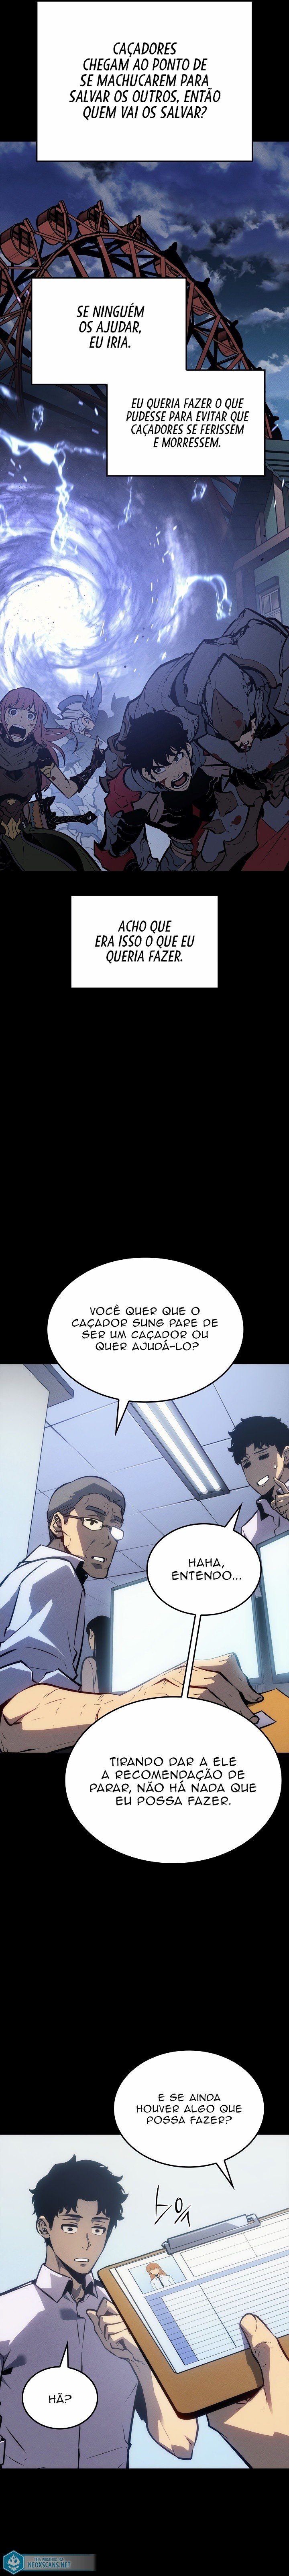 CAÇADORES
CHEGAM AO PONTO DE
SE MACHUCAREM PARA
SALVAR OS OUTROS, ENTÃO
QUEM VAI OS SALVAR?
SE NINGUÉM
OS AJUDAR,
EU IRIA.
EU QUERIA FAZER O QUE
PUDESSE PARA EVITAR QUE
CAÇADORES SE FERISSEM
E MORRESSEM.
ACHO QUE
ERA ISSO O QUE EU
QUERIA FAZER.
VOCÊ QUER QUE O
CAÇADOR SUNG PARE DE
SER UM CAÇADOR OU
QUER AJUDÁ-LO?
HAHA,
ENTENDO...
TIRANDO DAR A ELE
A RECOMENDAÇÃO DE
PARAR, NÃO HÁ NADA QUE
EU POSSA FAZER.
E SE AINDA
HOUVER ALGO QUE
POSSA FAZER?
HÃ?
NEOXSCANS.NET